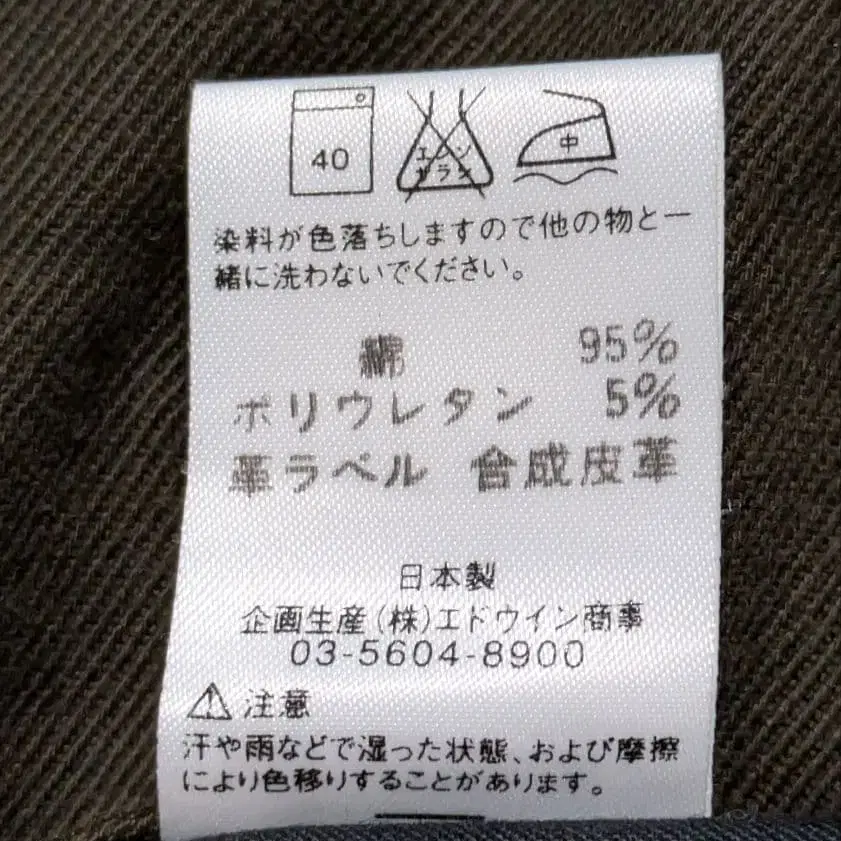 40 エンソ サラシ 中
染料が色落ちしますので他の物と一
緒に洗わないでください。
綿 95%
ポリウレタン 5%
革ラベル 合成皮革
日本製
企画生産(株)エドウイン商事
03-5604-8900
注意
汗や雨などで湿った状態、および摩擦
により色移りすることがあります。